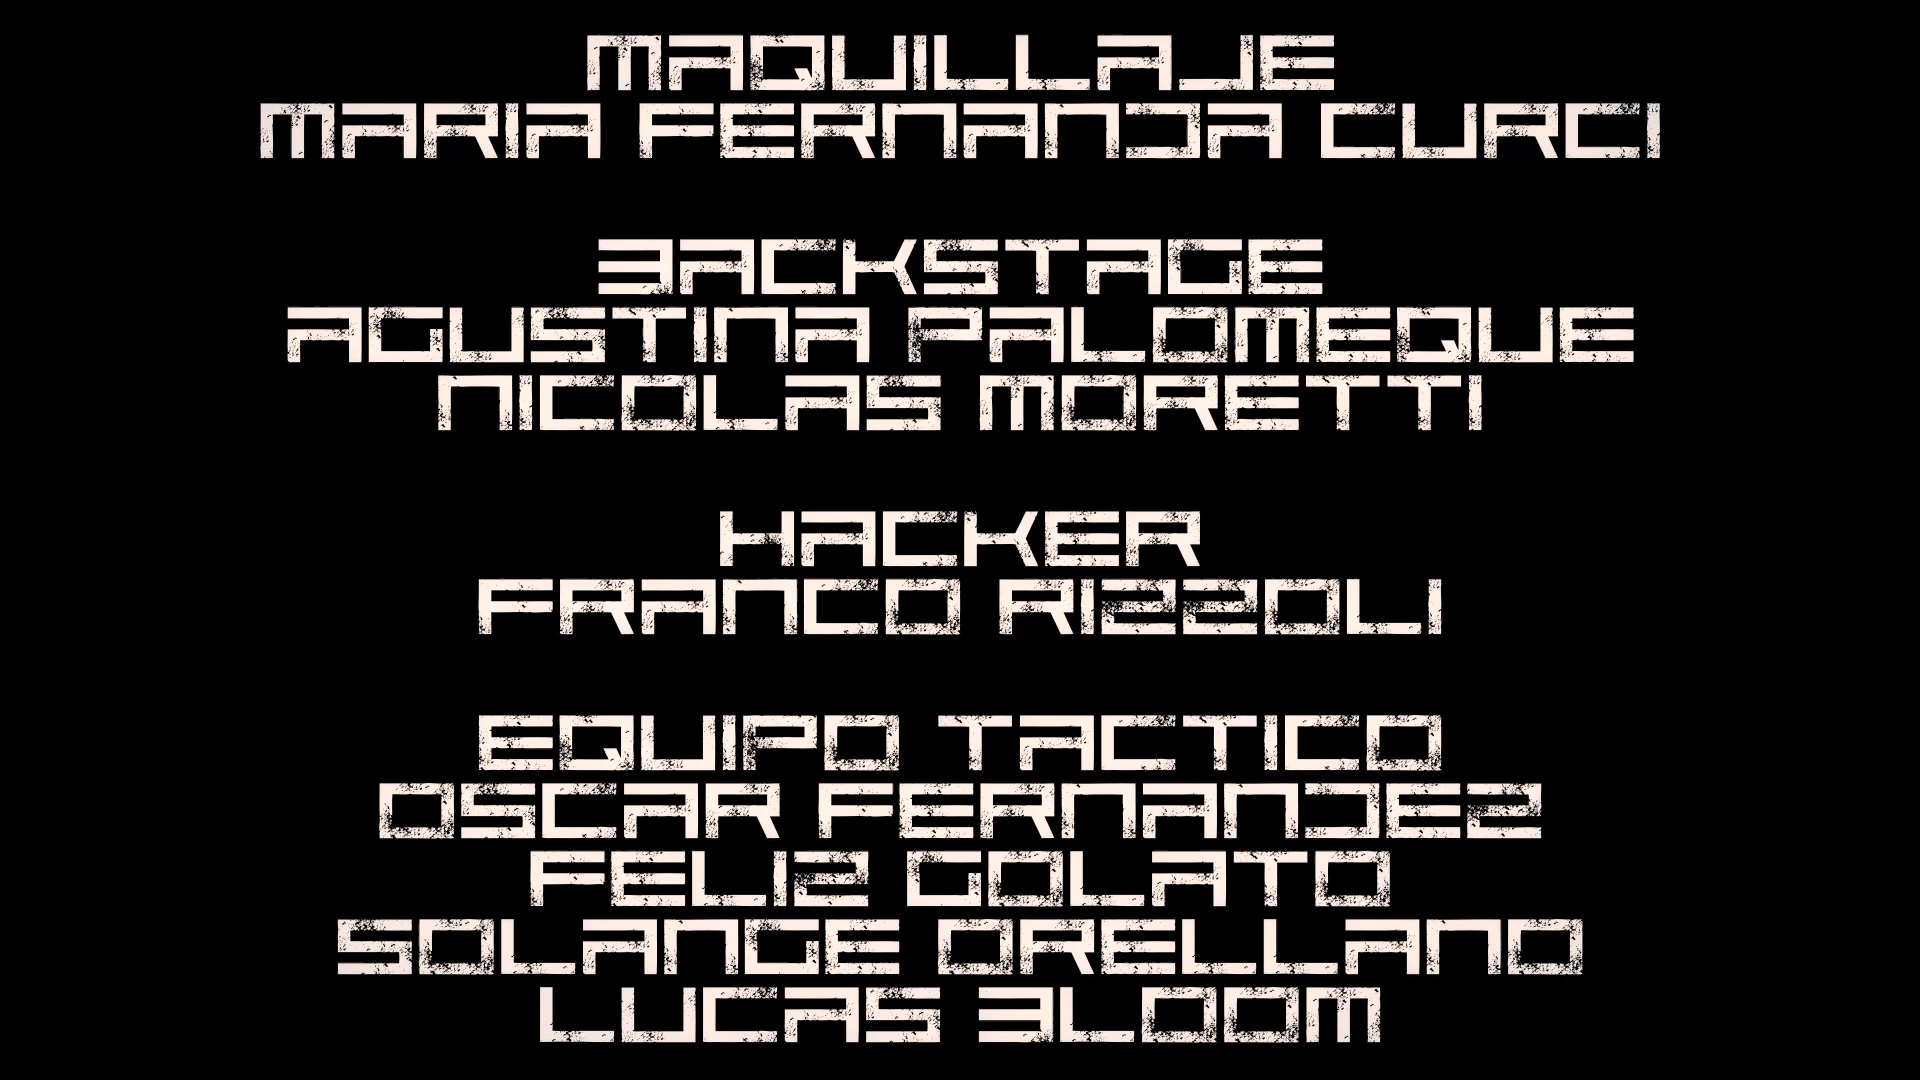 MAQUILLAJE
MARIA FERNANDA CURCI
BACKSTAGE
AGUSTINA PALOMEQUE
NICOLAS MORETTI
HACKER
FRANCO RIZZOLI
EQUIPO TACTICO
OSCAR FERNANDEZ
FELIZ GOLATO
SOLANGE ORELLANO
LUCAS BLOOM